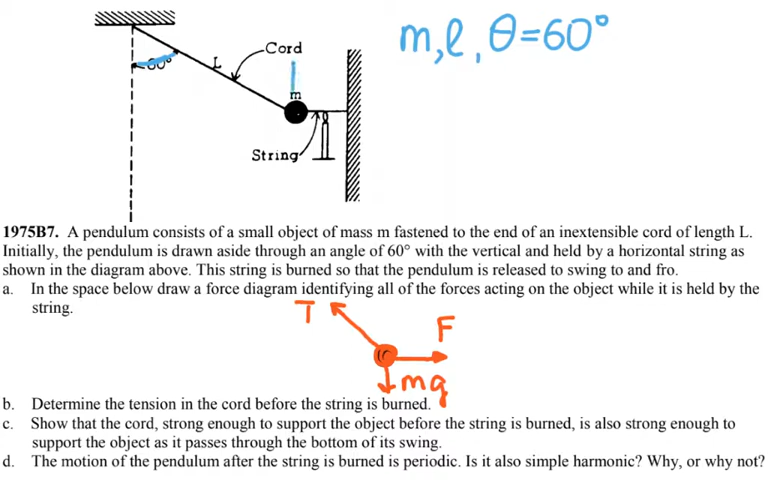 m, l, θ=60°
Cord
60°
L
m
String
1975B7. A pendulum consists of a small object of mass m fastened to the end of an inextensible cord of length L.
Initially, the pendulum is drawn aside through an angle of 60° with the vertical and held by a horizontal string as
shown in the diagram above. This string is burned so that the pendulum is released to swing to and fro.
a. In the space below draw a force diagram identifying all of the forces acting on the object while it is held by the
string.
T
F
mg
b. Determine the tension in the cord before the string is burned.
c. Show that the cord, strong enough to support the object before the string is burned, is also strong enough to
support the object as it passes through the bottom of its swing.
d. The motion of the pendulum after the string is burned is periodic. Is it also simple harmonic? Why, or why not?